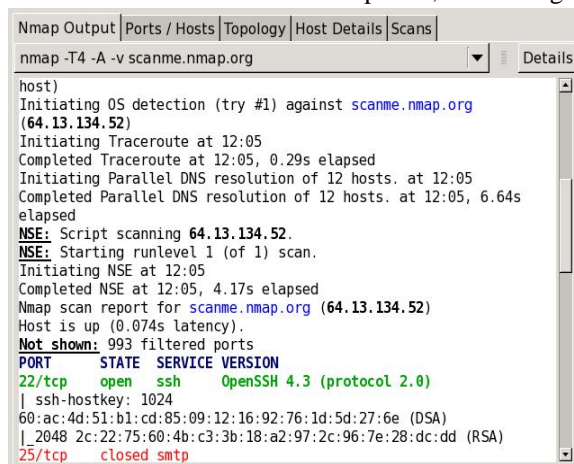 Nmap Output Ports / Hosts Topology Host Details Scans
nmap -T4 -A -v scanme.nmap.org Details
host)
Initiating OS detection (try #1) against scanme.nmap.org
(64.13.134.52)
Initiating Traceroute at 12:05
Completed Traceroute at 12:05, 0.29s elapsed
Initiating Parallel DNS resolution of 12 hosts. at 12:05
Completed Parallel DNS resolution of 12 hosts. at 12:05, 6.64s
elapsed
NSE: Script scanning 64.13.134.52.
NSE: Starting runlevel 1 (of 1) scan.
Initiating NSE at 12:05
Completed NSE at 12:05, 4.17s elapsed
Nmap scan report for scanme.nmap.org (64.13.134.52)
Host is up (0.074s latency).
Not shown: 993 filtered ports
PORT STATE SERVICE VERSION
22/tcp open ssh OpenSSH 4.3 (protocol 2.0)
| ssh-hostkey: 1024
60:ac:4d:51:b1:cd:85:09:12:16:92:76:1d:5d:27:6e (DSA)
|_2048 2c:22:75:60:4b:c3:3b:18:a2:97:2c:96:7e:28:dc:dd (RSA)
25/tcp closed smtp